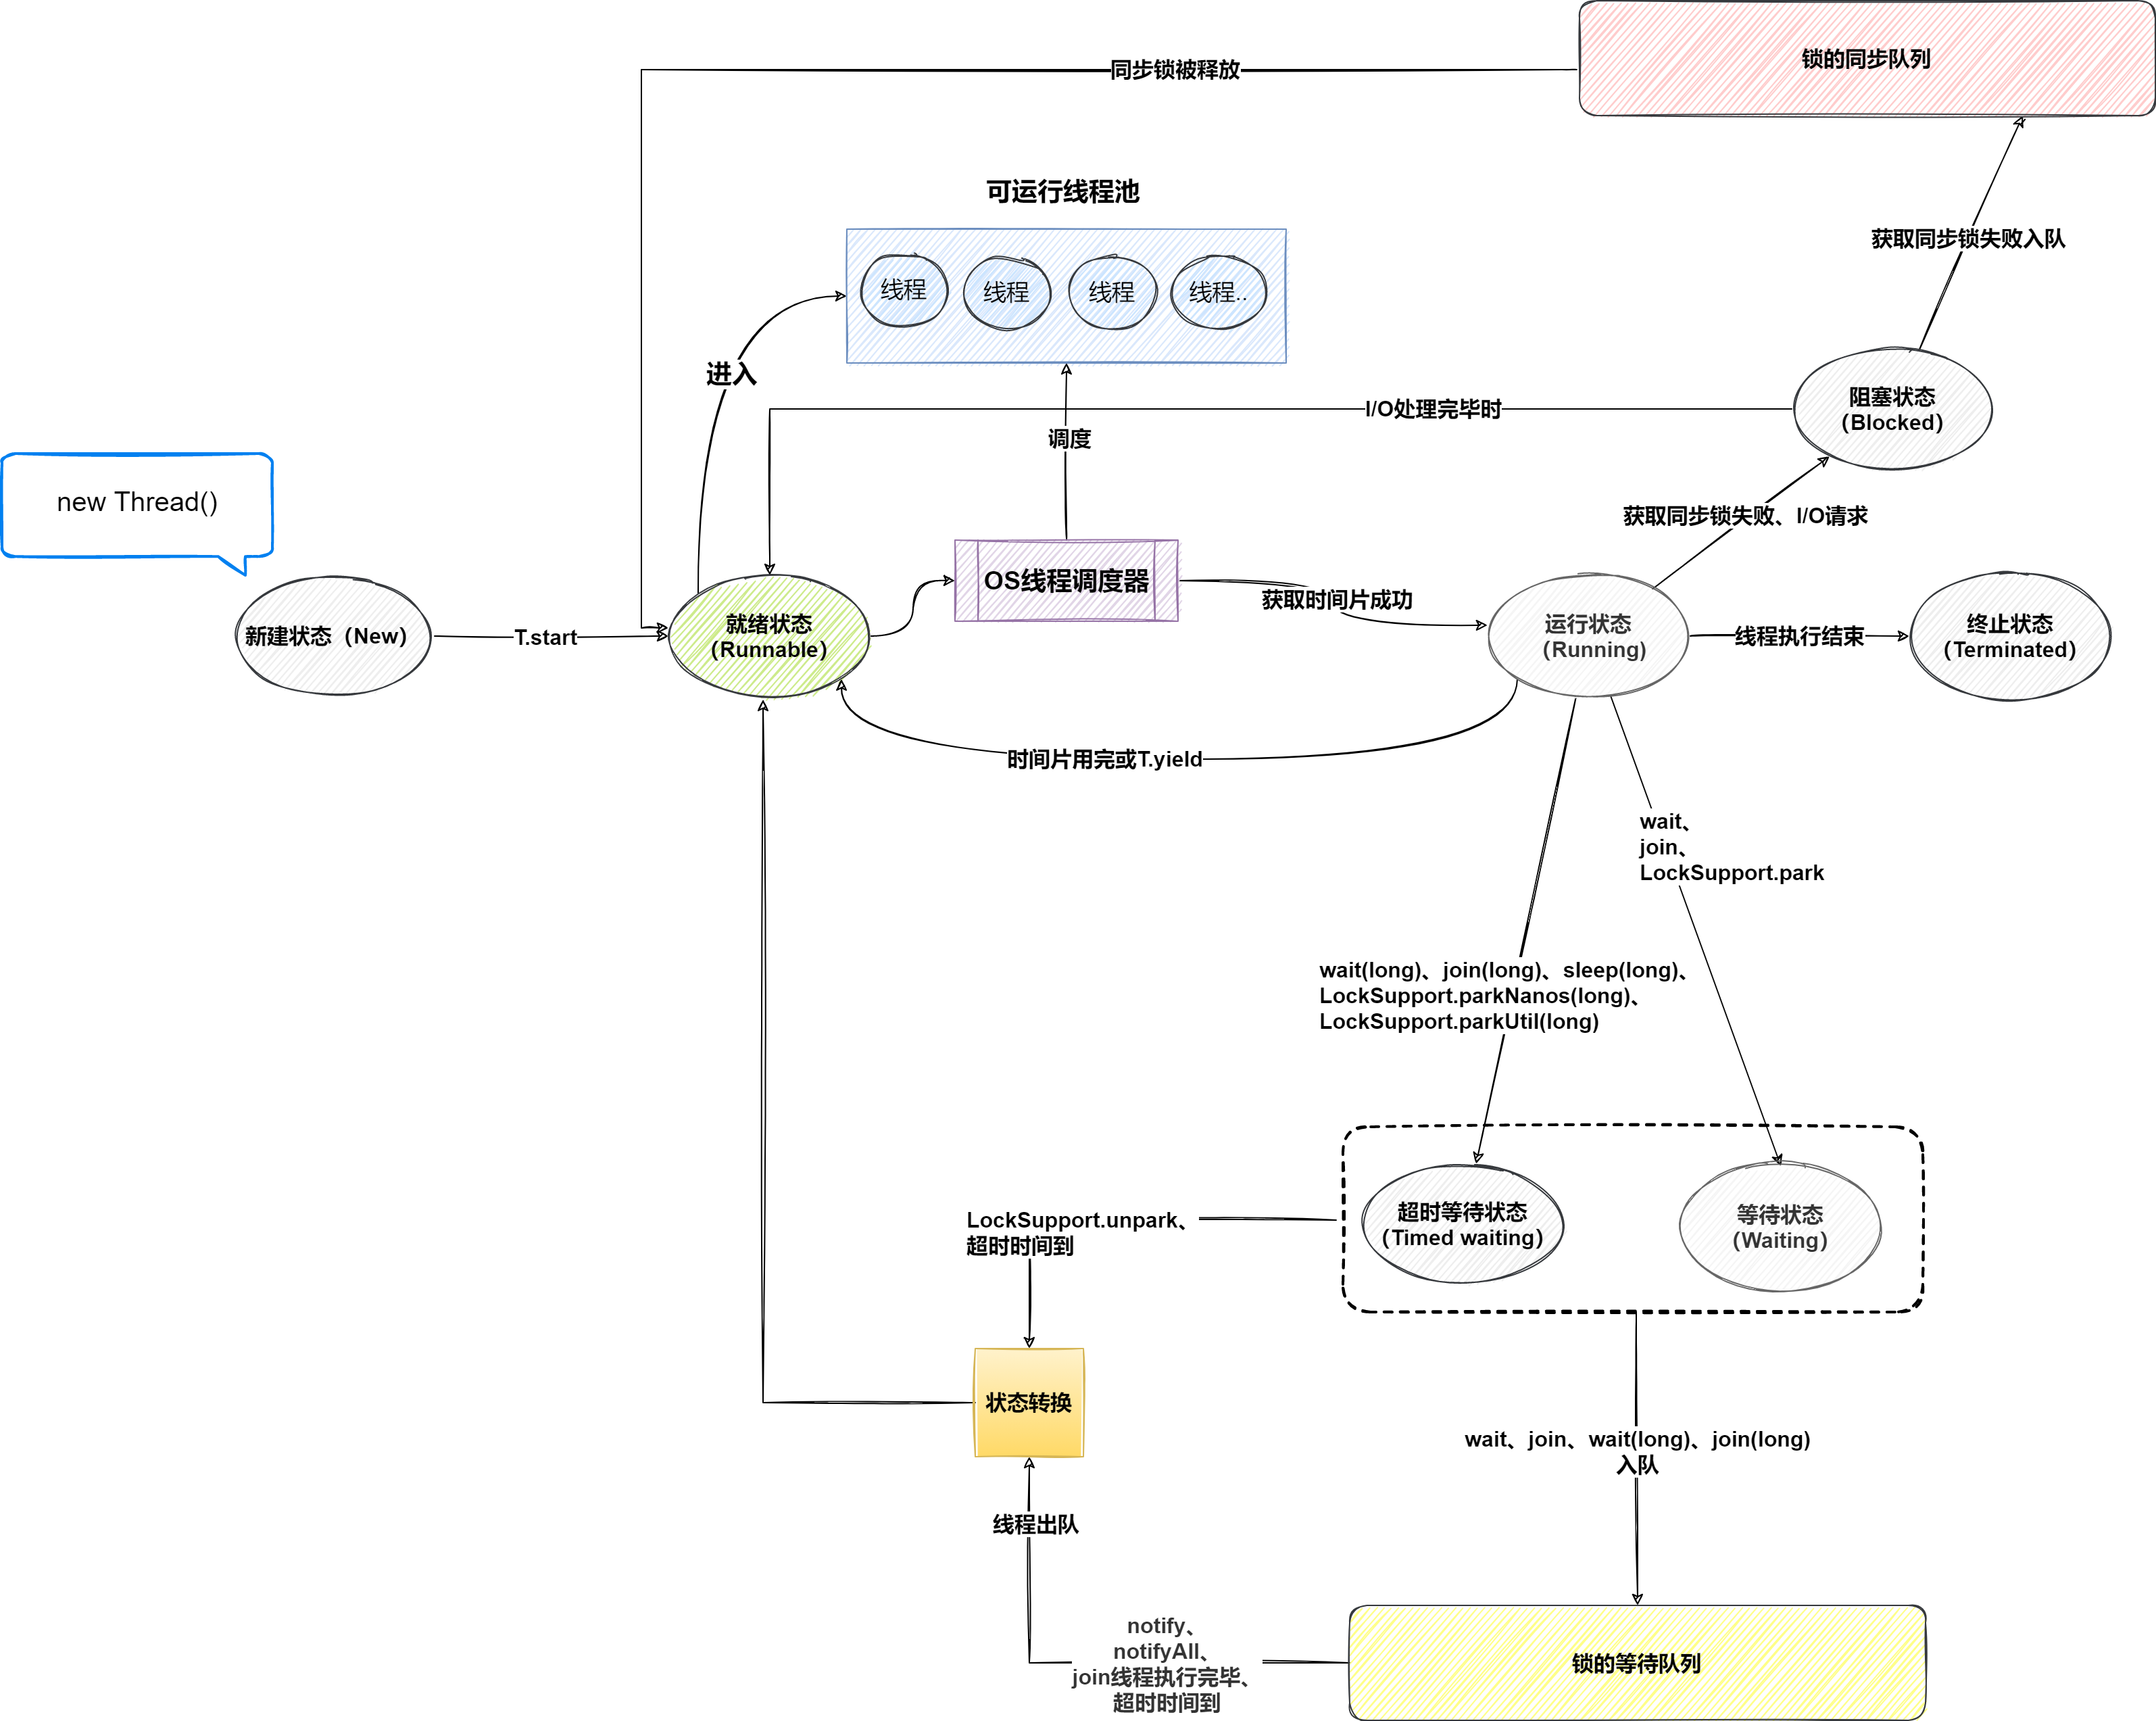 锁的同步队列
同步锁被释放
可运行线程池
获取同步锁失败入队
线程
线程
线程
线程..
进入
阻塞状态
（Blocked）
I/O处理完毕时
调度
new Thread()
获取同步锁失败、I/O请求
OS线程调度器
获取时间片成功
新建状态（New）
T.start
就绪状态
（Runnable）
运行状态
（Running）
线程执行结束
终止状态
（Terminated）
时间片用完或T.yield
wait、
join、
LockSupport.park
wait(long)、join(long)、sleep(long)、
LockSupport.parkNanos(long)、
LockSupport.parkUtil(long)
LockSupport.unpark、
超时时间到
超时等待状态
（Timed waiting）
等待状态
（Waiting）
状态转换
wait、join、wait(long)、join(long)
入队
线程出队
notify、
notifyAll、
join线程执行完毕、
超时时间到
锁的等待队列